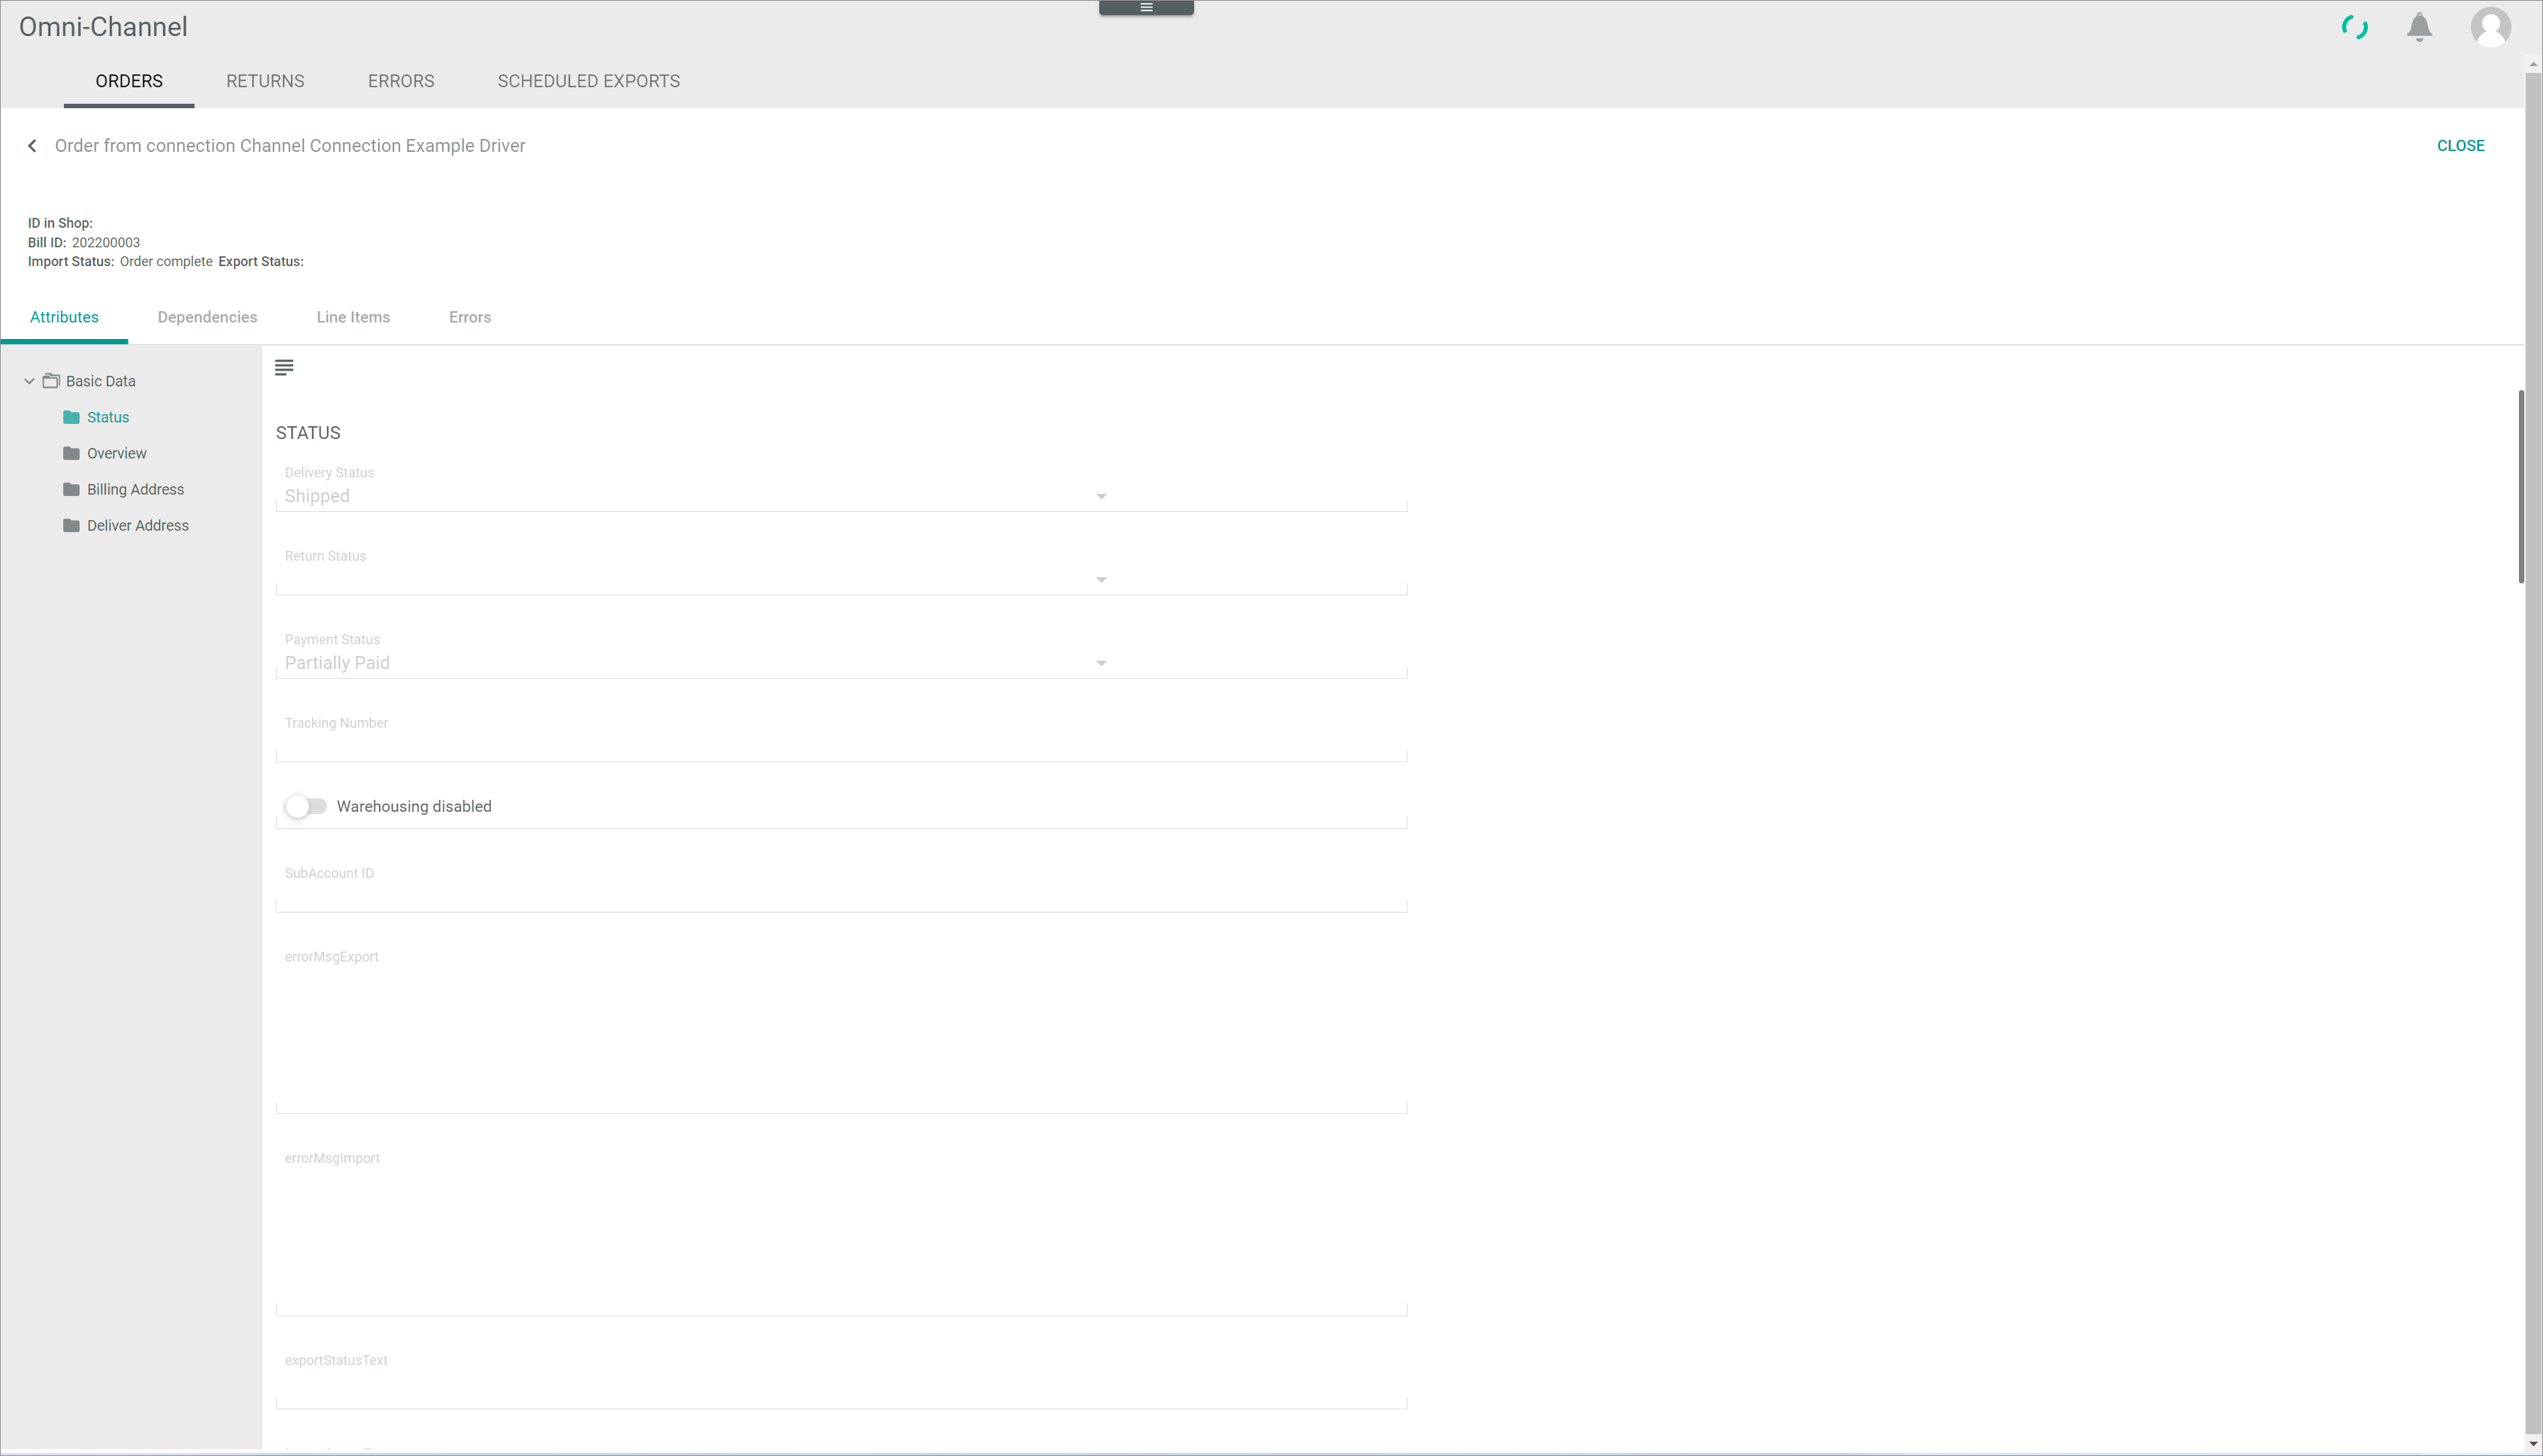 Omni-Channel
ORDERS RETURNS ERRORS SCHEDULED EXPORTS
Order from connection Channel Connection Example Driver
CLOSE
ID in Shop:
Bill ID: 202200003
Import Status: Order complete Export Status:
Attributes Dependencies Line Items Errors
Basic Data
Status
Overview
Billing Address
Deliver Address
STATUS
Delivery Status
Shipped
Return Status
Payment Status
Partially Paid
Tracking Number
Warehousing disabled
SubAccount ID
errorMsgExport
errorMsgImport
exportStatusText